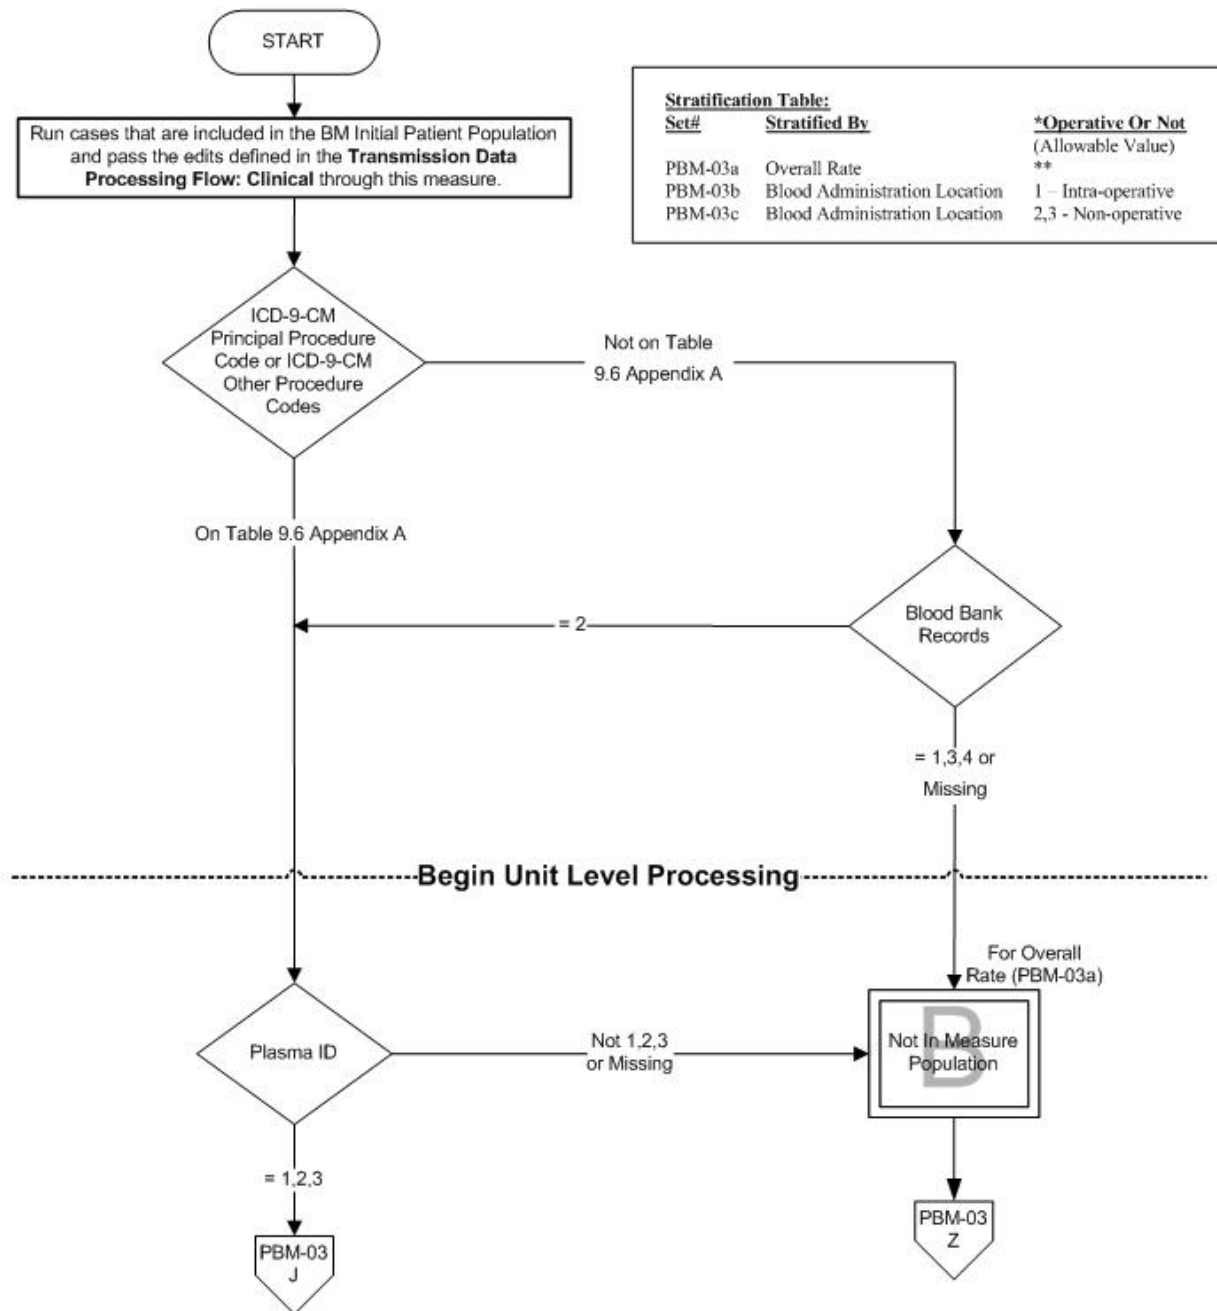 START
Run cases that are included in the BM Initial Patient Population
and pass the edits defined in the Transmission Data
Processing Flow: Clinical through this measure.
Stratification Table:
Set# Stratified By *Operative Or Not
(Allowable Value)
PBM-03a Overall Rate **
PBM-03b Blood Administration Location 1 – Intra-operative
PBM-03c Blood Administration Location 2,3 - Non-operative
ICD-9-CM
Principal Procedure
Code or ICD-9-CM
Other Procedure
Codes
Not on Table
9.6 Appendix A
On Table 9.6 Appendix A
Blood Bank
Records
= 2
= 1,3,4 or
Missing
Begin Unit Level Processing
For Overall
Rate (PBM-03a)
Plasma ID
Not 1,2,3
or Missing
B
Not In Measure
Population
= 1,2,3
PBM-03
J
PBM-03
Z